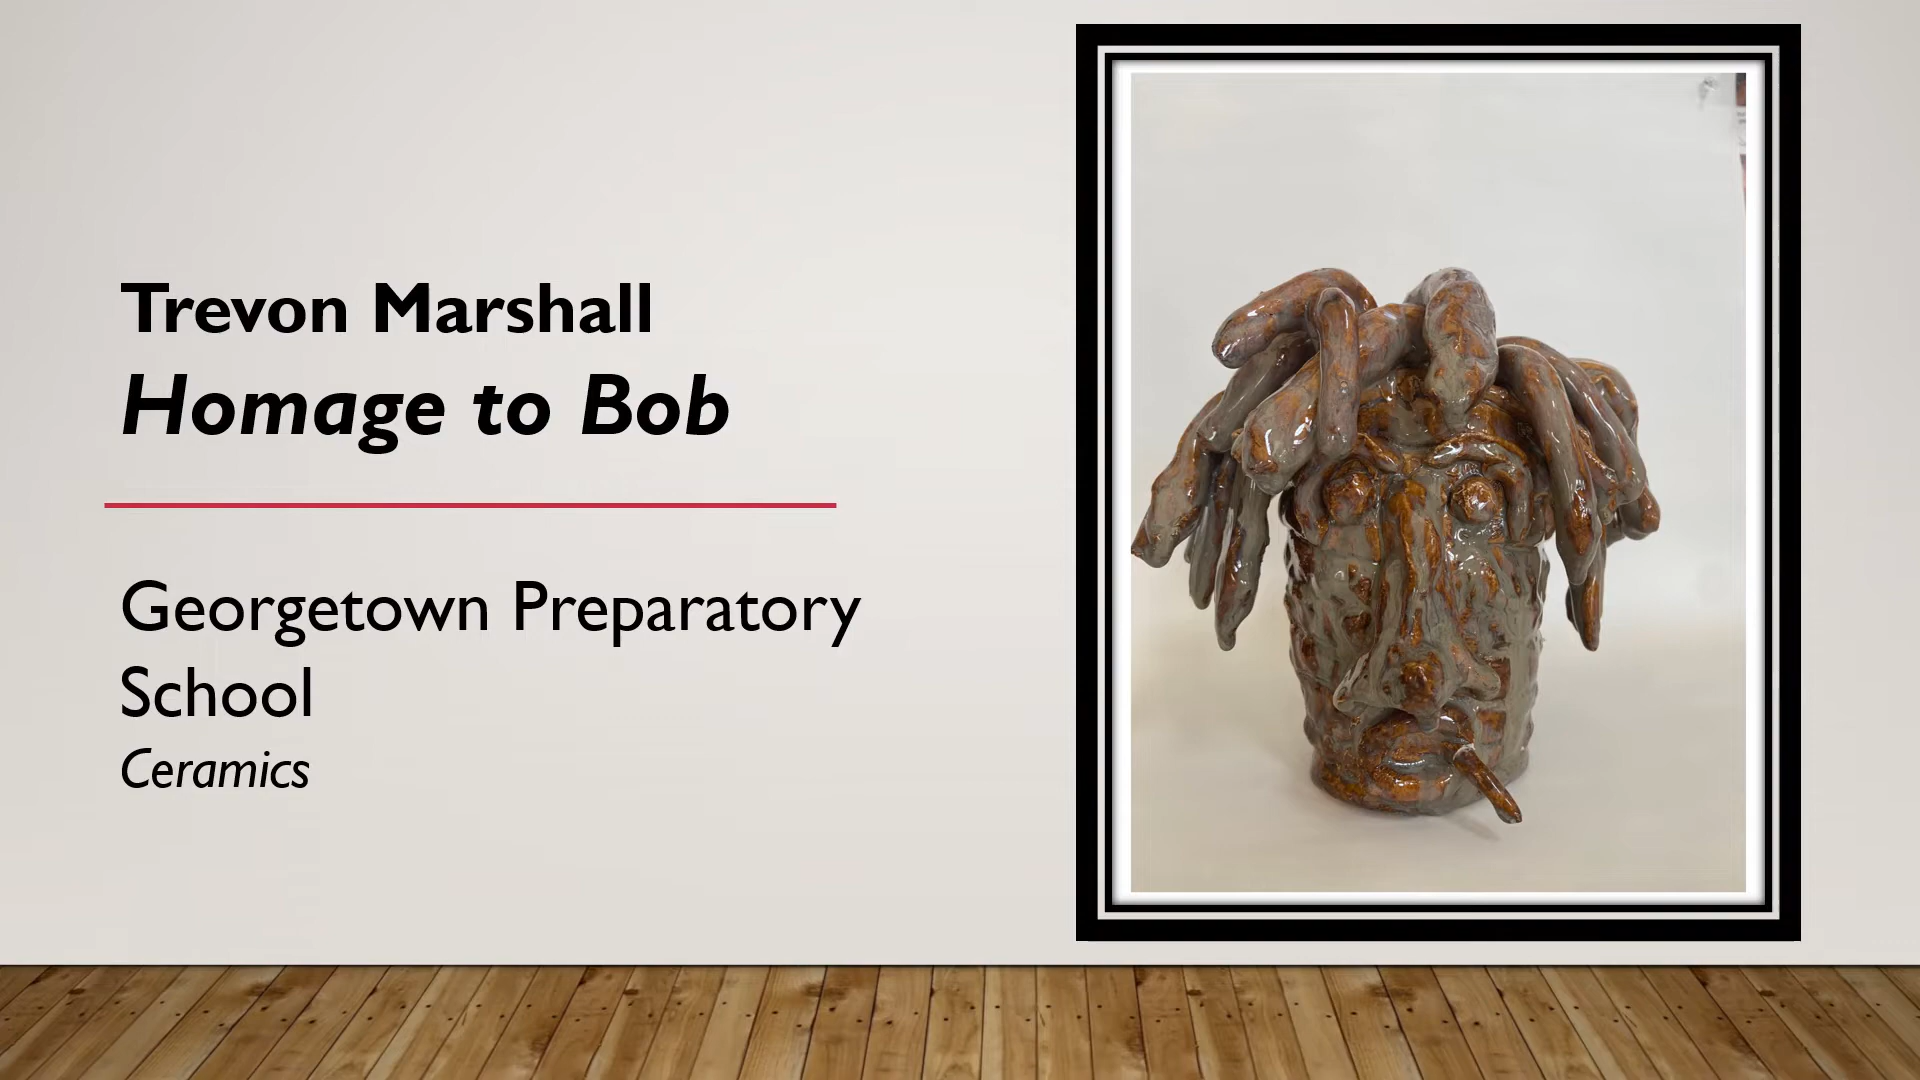 Trevon Marshall
Homage to Bob
Georgetown Preparatory
School
Ceramics